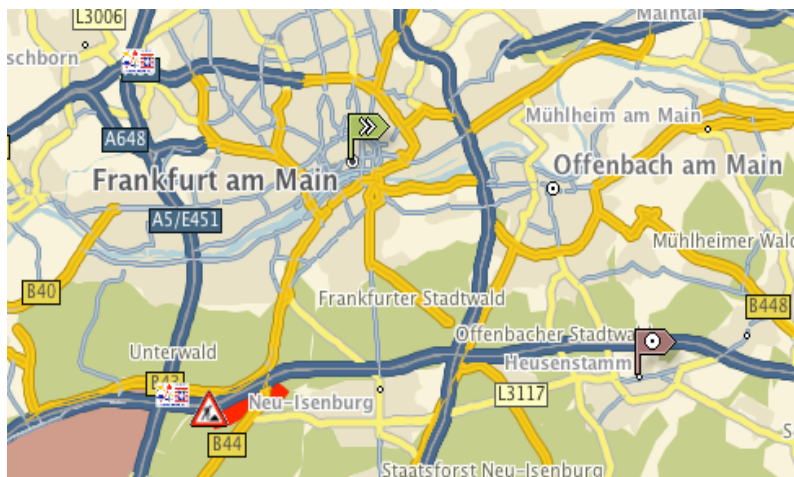 L3006
Maintal
schborn
Mühlheim am Main
A648
Frankfurt am Main
Offenbach am Main
A5/E451
Mühlheimer Wald
B40
Frankfurter Stadtwald
B448
Offenbacher Stadtwa
Unterwald
Heusenstamm
B43
L3117
Neu-Isenburg
B44
Staatsforst Neu-Isenburg